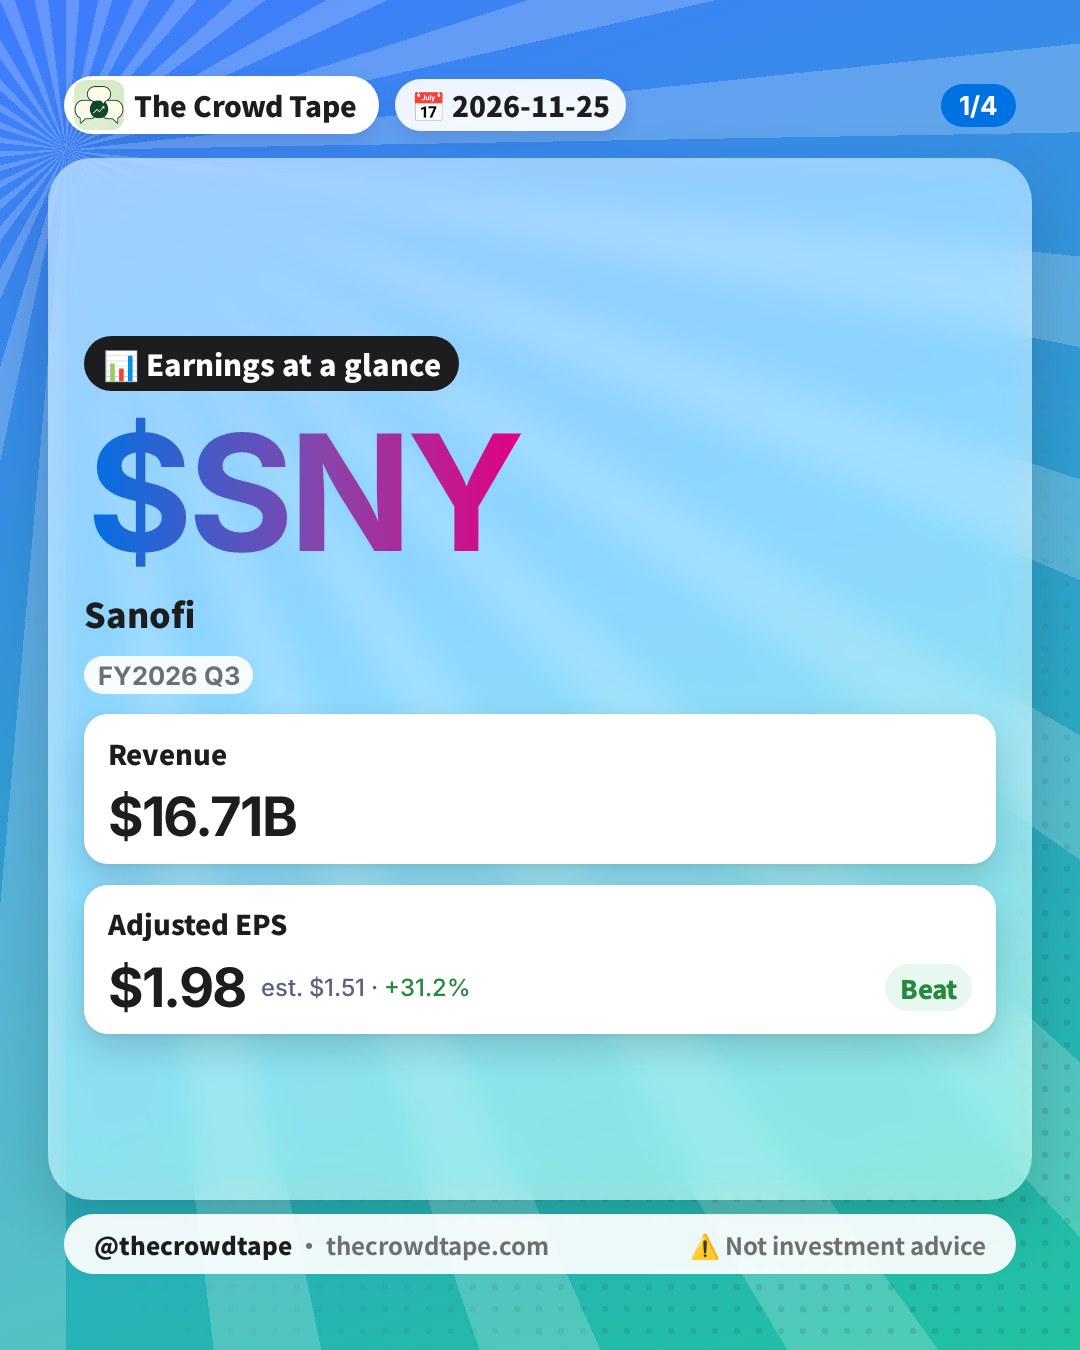 The Crowd Tape
📅 2026-11-25
1/4
📊 Earnings at a glance
$SNY
Sanofi
FY2026 Q3
Revenue
$16.71B
Adjusted EPS
$1.98 est. $1.51 · +31.2%
Beat
@thecrowdtape • thecrowdtape.com
⚠️ Not investment advice